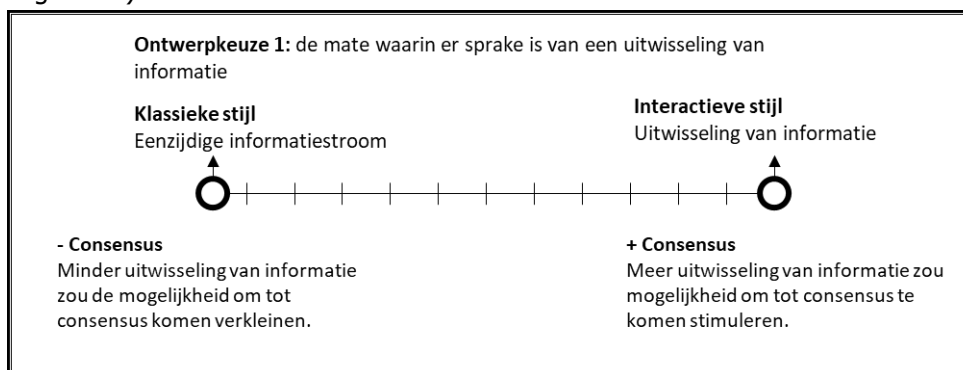 Ontwerpkeuze 1: de mate waarin er sprake is van een uitwisseling van
informatie
Klassieke stijl
Eenzijdige informatiestroom
Interactieve stijl
Uitwisseling van informatie
- Consensus
Minder uitwisseling van informatie
zou de mogelijkheid om tot
consensus komen verkleinen.
+ Consensus
Meer uitwisseling van informatie zou
mogelijkheid om tot consensus te
komen stimuleren.